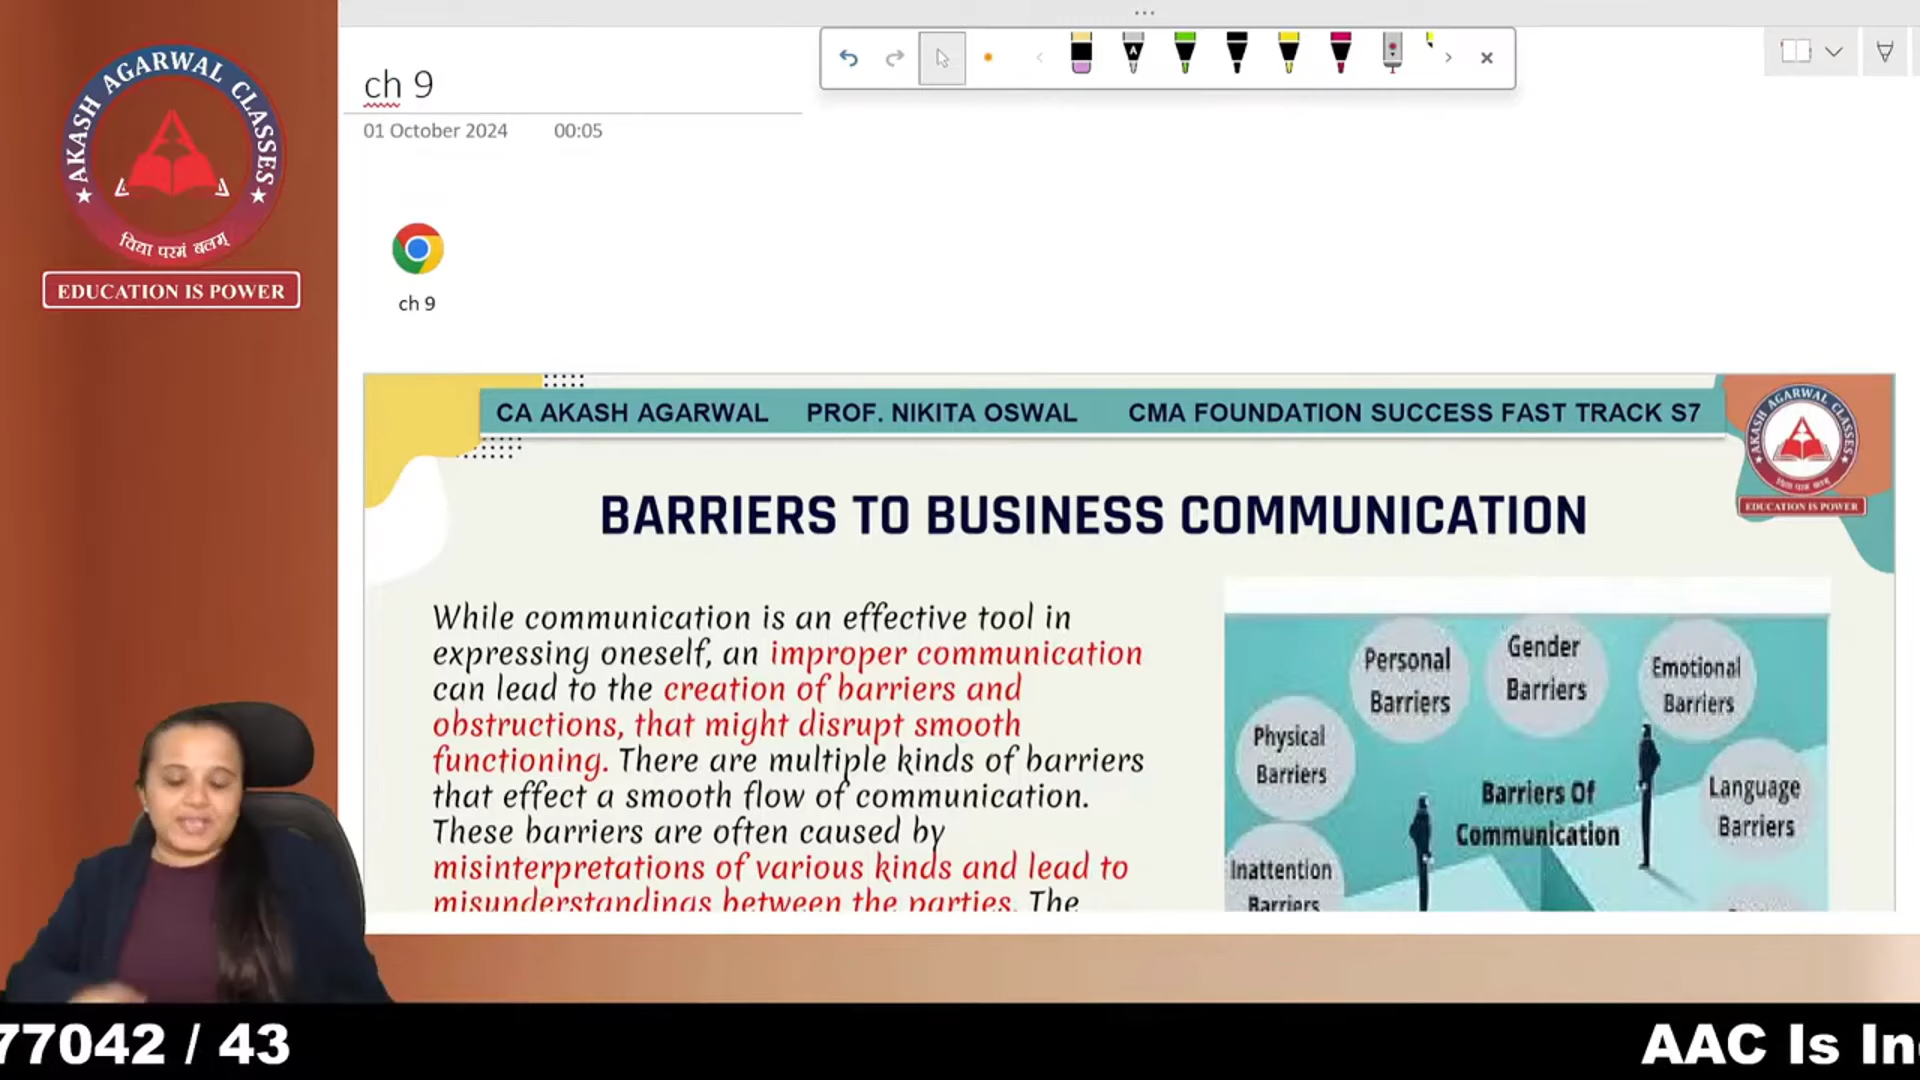 AKASH AGARWAL CLASSES
विद्या परमं बलम्
EDUCATION IS POWER
ch 9
01 October 2024 00:05
ch 9
CA AKASH AGARWAL PROF. NIKITA OSWAL CMA FOUNDATION SUCCESS FAST TRACK S7
AKASH AGARWAL CLASSES
विद्या परमं बलम्
EDUCATION IS POWER
BARRIERS TO BUSINESS COMMUNICATION
While communication is an effective tool in
expressing oneself, an improper communication
can lead to the creation of barriers and
obstructions, that might disrupt smooth
functioning. There are multiple kinds of barriers
that effect a smooth flow of communication.
These barriers are often caused by
misinterpretations of various kinds and lead to
misunderstandings between the parties. The
Personal
Barriers
Gender
Barriers
Emotional
Barriers
Physical
Barriers
Barriers Of
Communication
Language
Barriers
Inattention
Barriers
77042 / 43
AAC Is In